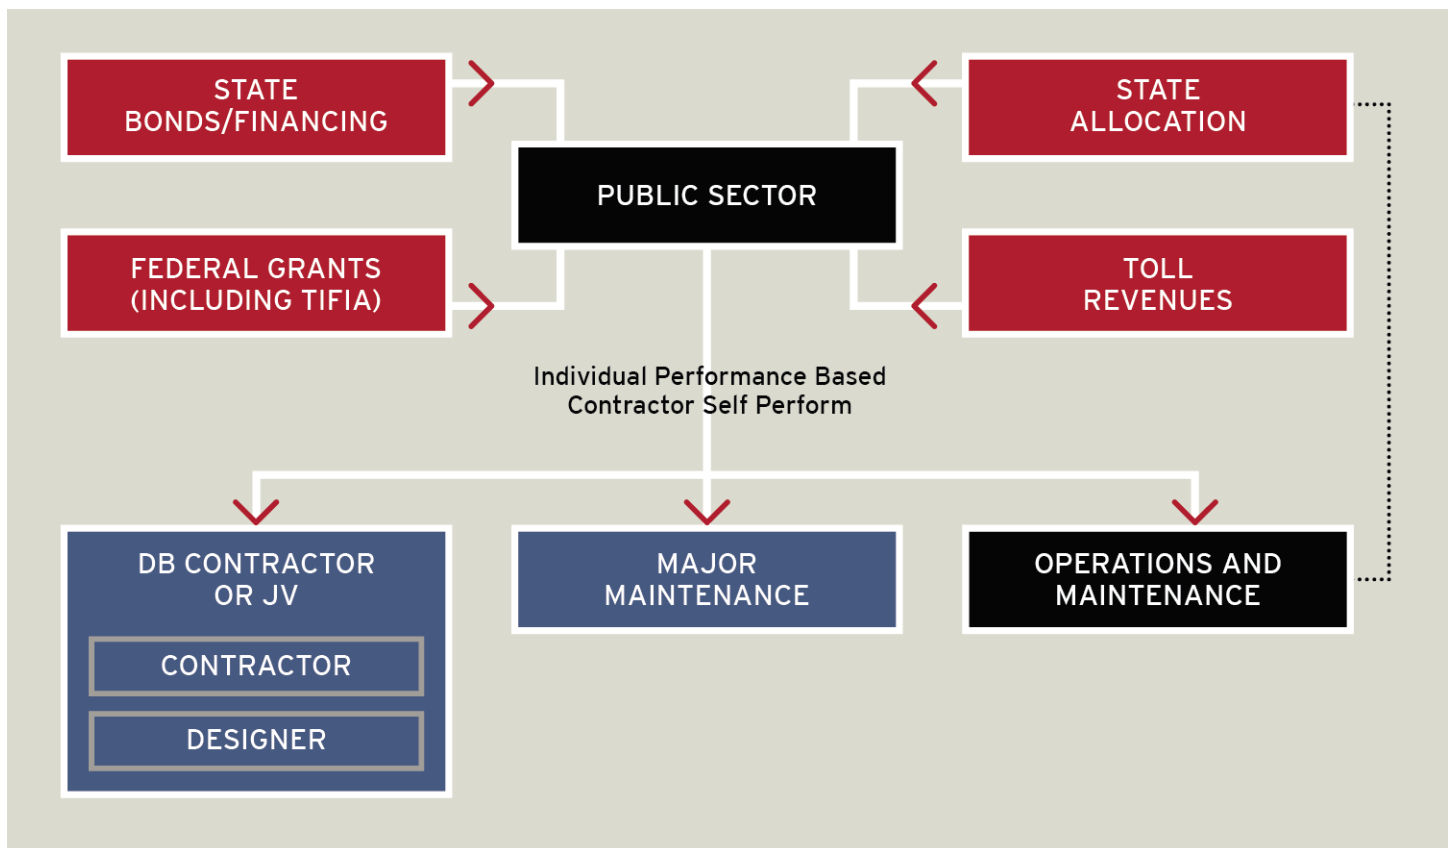 STATE
BONDS/FINANCING
STATE
ALLOCATION
PUBLIC SECTOR
FEDERAL GRANTS
(INCLUDING TIFIA)
TOLL
REVENUES
Individual Performance Based
Contractor Self Perform
DB CONTRACTOR
OR JV
CONTRACTOR
DESIGNER
MAJOR
MAINTENANCE
OPERATIONS AND
MAINTENANCE